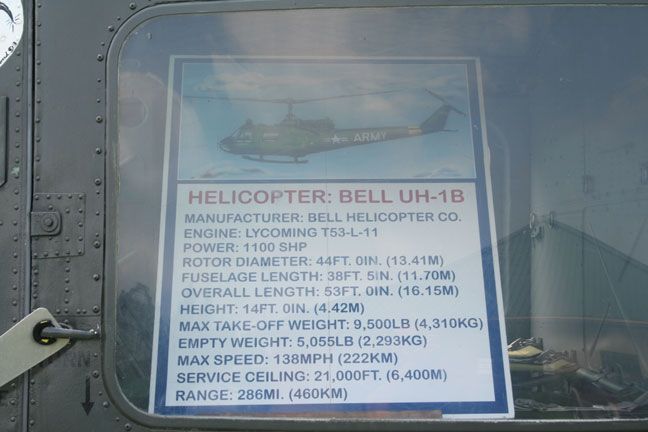 ARMY
HELICOPTER: BELL UH-1B
MANUFACTURER: BELL HELICOPTER CO.
ENGINE: LYCOMING T53-L-11
POWER: 1100 SHP
ROTOR DIAMETER: 44FT. 0IN. (13.41M)
FUSELAGE LENGTH: 38FT. 5IN. (11.70M)
OVERALL LENGTH: 53FT. 0IN. (16.15M)
HEIGHT: 14FT. 0IN. (4.42M)
MAX TAKE-OFF WEIGHT: 9,500LB (4,310KG)
EMPTY WEIGHT: 5,055LB (2,293KG)
MAX SPEED: 138MPH (222KM)
SERVICE CEILING: 21,000FT. (6,400M)
RANGE: 286MI. (460KM)